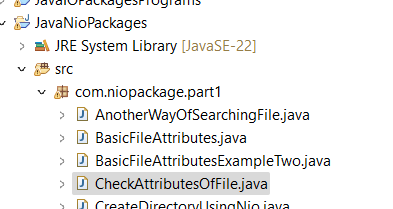 JavaIOPackagesPrograms
JavaNioPackages
JRE System Library [JavaSE-22]
src
com.niopackage.part1
AnotherWayOfSearchingFile.java
BasicFileAttributes.java
BasicFileAttributesExampleTwo.java
CheckAttributesOfFile.java
CreateDirectoryUsingNio.java